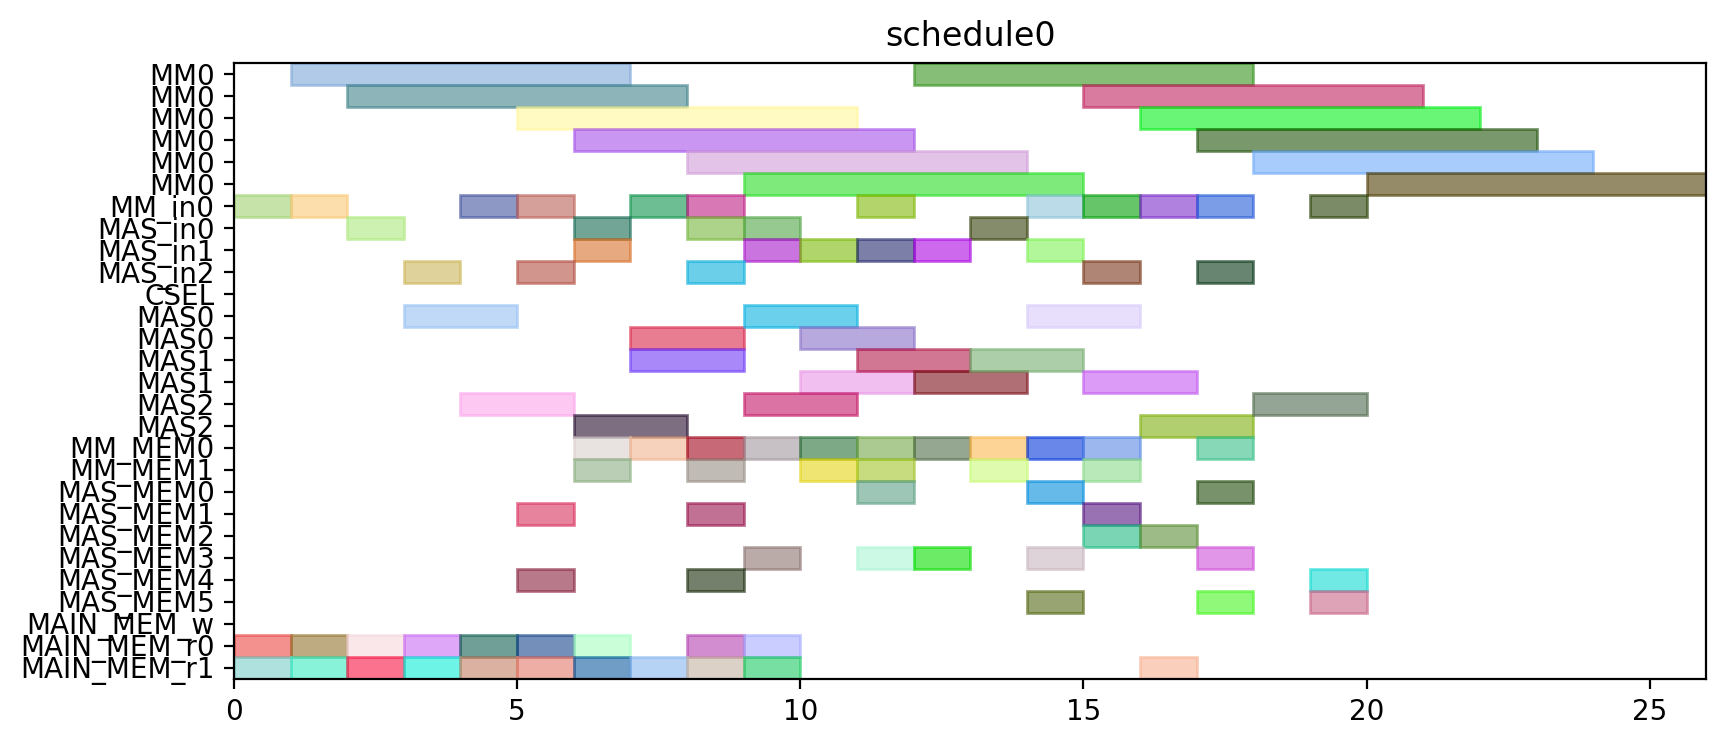 schedule0
MM0
MM0
MM0
MM0
MM0
MM0
MM_in0
MAS_in0
MAS_in1
MAS_in2
CSEL
MAS0
MAS0
MAS1
MAS1
MAS2
MAS2
MM_MEM0
MM_MEM1
MAS_MEM0
MAS_MEM1
MAS_MEM2
MAS_MEM3
MAS_MEM4
MAS_MEM5
MAIN_MEM_w
MAIN_MEM_r0
MAIN_MEM_r1
0 5 10 15 20 25